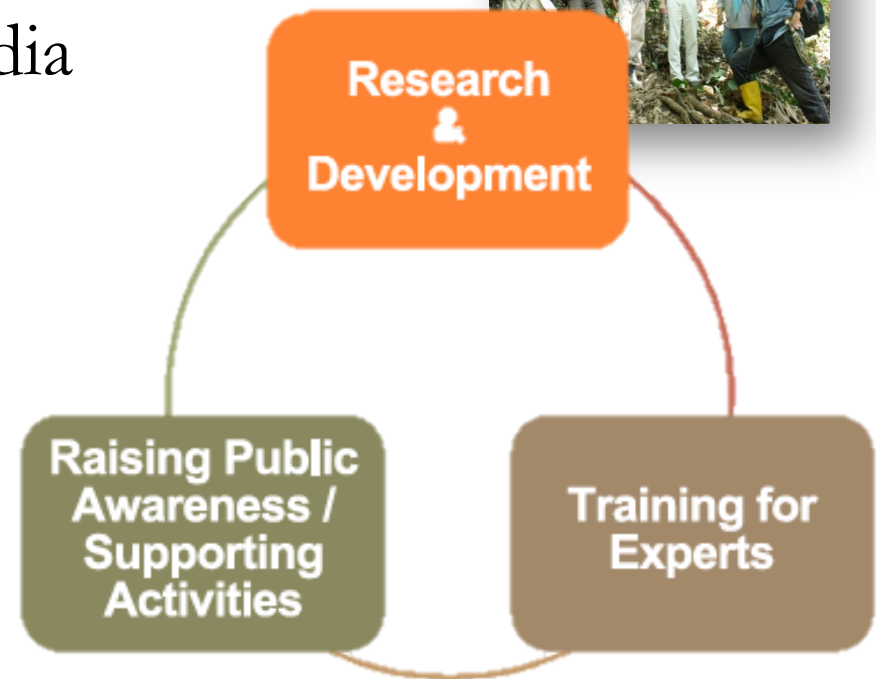 dia
Research
&
Development
Raising Public
Awareness /
Supporting
Activities
Training for
Experts